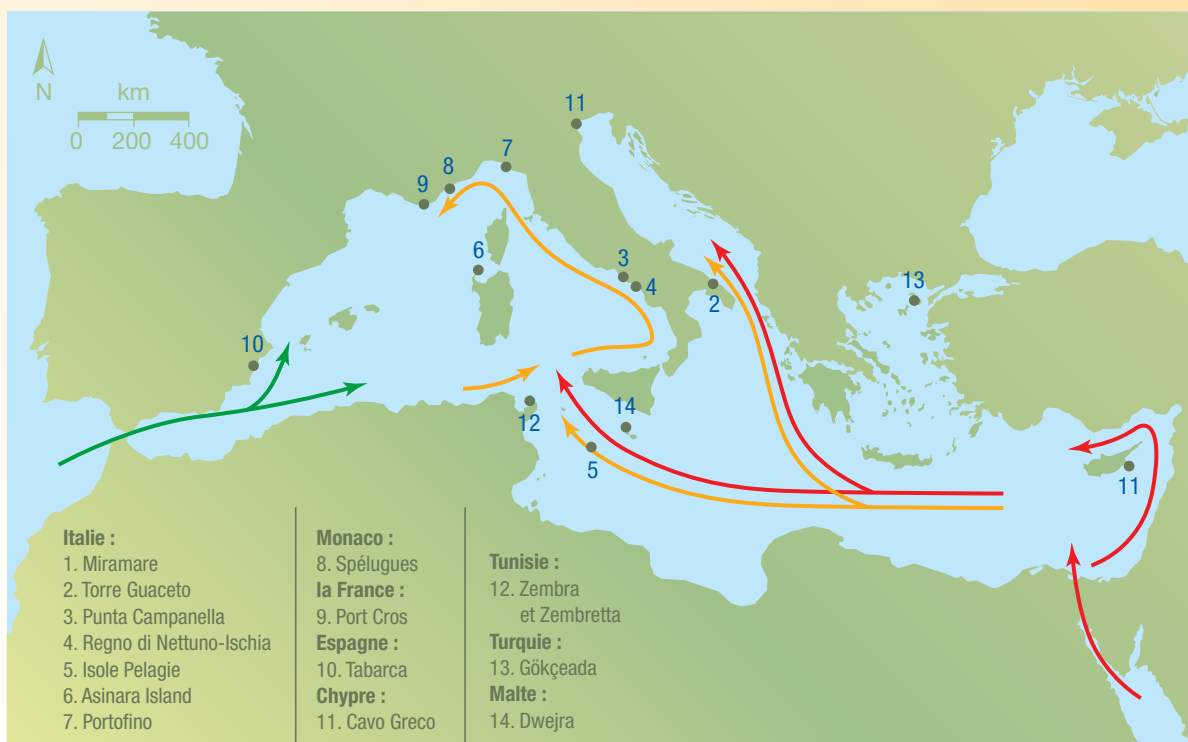 N
km
0 200 400
11
7
8
9
6
3
4
2
13
10
12
14
5
11
Italie :
1. Miramare
2. Torre Guaceto
3. Punta Campanella
4. Regno di Nettuno-Ischia
5. Isole Pelagie
6. Asinara Island
7. Portofino
Monaco :
8. Spélugues
la France :
9. Port Cros
Espagne :
10. Tabarca
Chypre :
11. Cavo Greco
Tunisie :
12. Zembra
et Zembretta
Turquie :
13. Gökçeada
Malte :
14. Dwejra